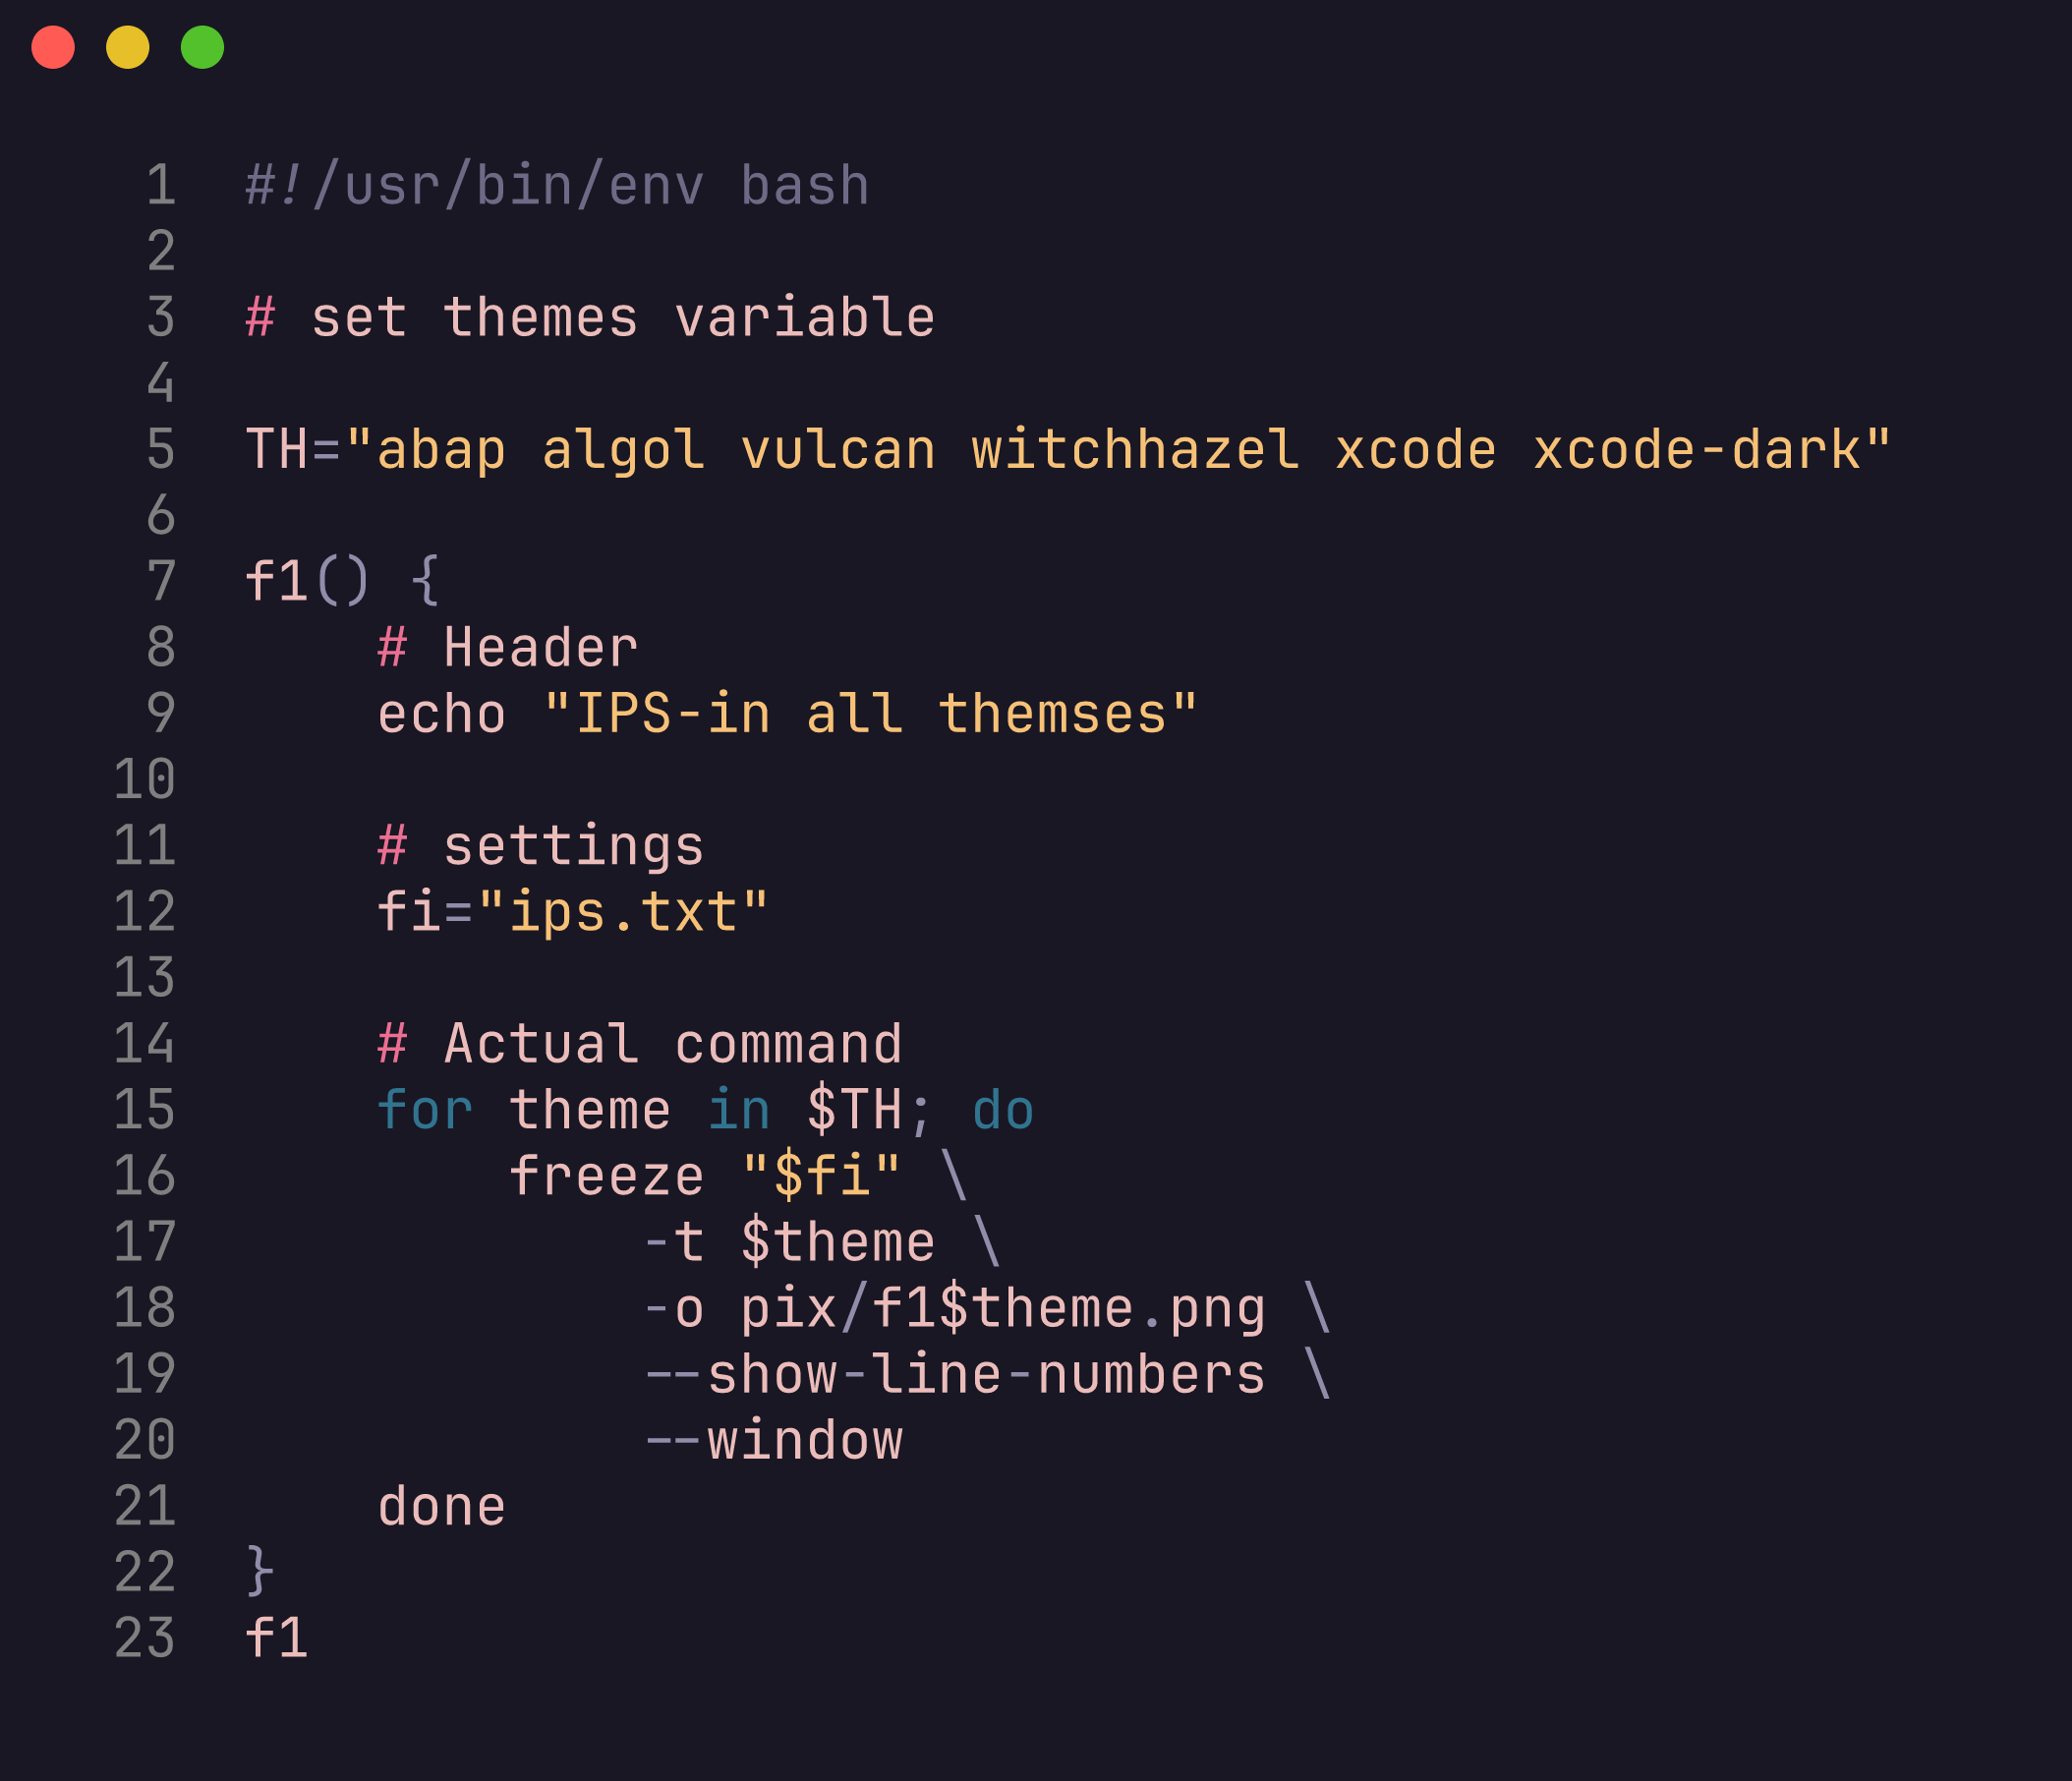 1 #!/usr/bin/env bash
2
3 # set themes variable
4
5 TH="abap algol vulcan witchhazel xcode xcode-dark"
6
7 f1() {
8     # Header
9     echo "IPS-in all themses"
10
11     # settings
12     fi="ips.txt"
13
14     # Actual command
15     for theme in $TH; do
16         freeze "$fi" \
17             -t $theme \
18             -o pix/f1$theme.png \
19             --show-line-numbers \
20             --window
21     done
22 }
23 f1